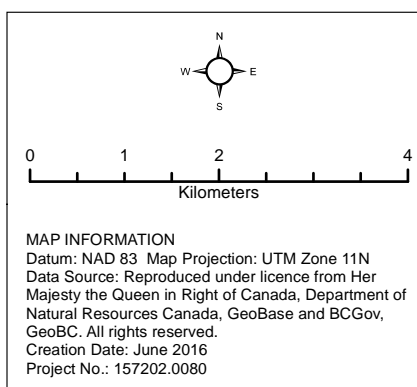 N
W E
S
0 1 2 4
Kilometers
MAP INFORMATION
Datum: NAD 83 Map Projection: UTM Zone 11N
Data Source: Reproduced under licence from Her
Majesty the Queen in Right of Canada, Department of
Natural Resources Canada, GeoBase and BCGov,
GeoBC. All rights reserved.
Creation Date: June 2016
Project No.: 157202.0080